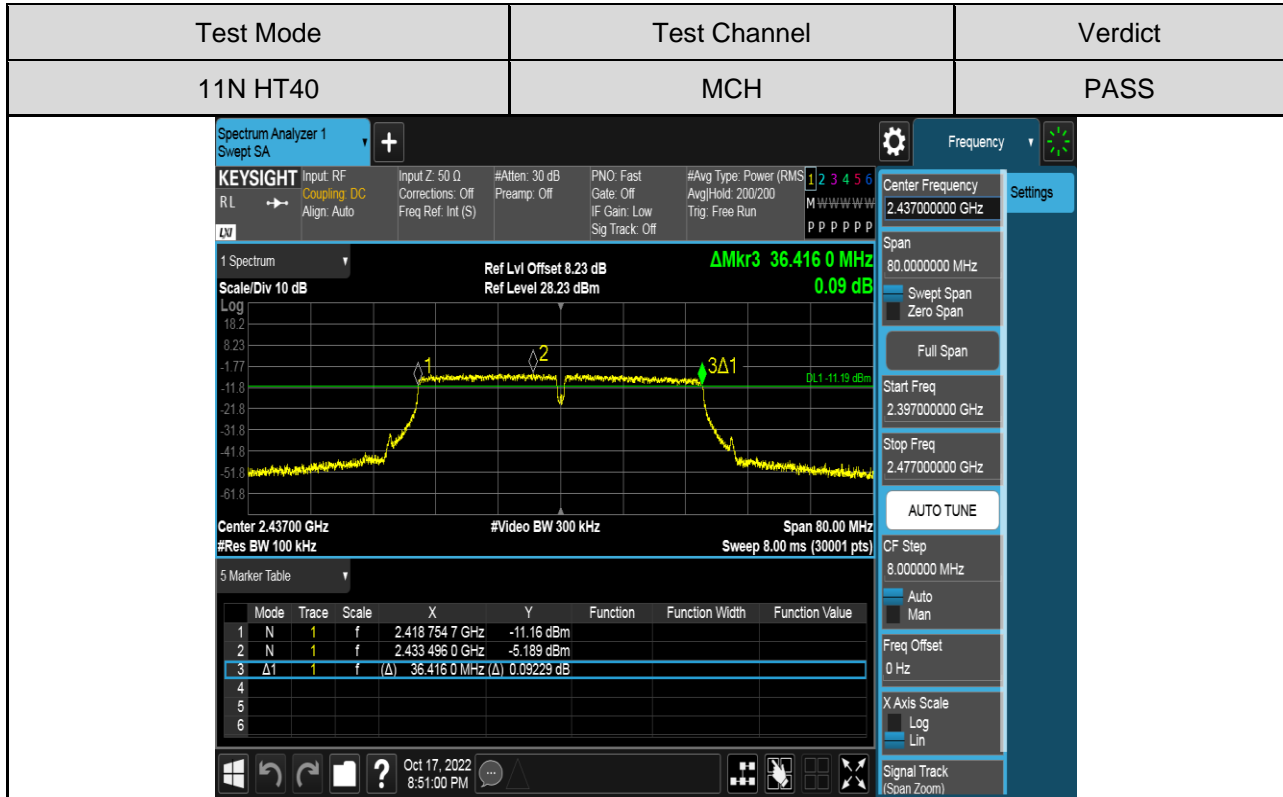 Test Mode Test Channel Verdict
11N HT40 MCH PASS
Spectrum Analyzer 1
Swept SA
+
Frequency
KEYSIGHT
RL
LXI
Input: RF
Coupling: DC
Align: Auto
Input Z: 50 Ω
Corrections: Off
Freq Ref: Int (S)
#Atten: 30 dB
Preamp: Off
PNO: Fast
Gate: Off
IF Gain: Low
Sig Track: Off
#Avg Type: Power (RMS
Avg|Hold: 200/200
Trig: Free Run
1 2 3 4 5 6
M W W W W W
P P P P P P
1 Spectrum
Scale/Div 10 dB
Ref Lvl Offset 8.23 dB
Ref Level 28.23 dBm
ΔMkr3 36.416 0 MHz
0.09 dB
Log
18.2
8.23
-1.77
-11.8
-21.8
-31.8
-41.8
-51.8
-61.8
1
2
3Δ1
DL1 -11.19 dBm
Center 2.43700 GHz #Video BW 300 kHz Span 80.00 MHz
#Res BW 100 kHz Sweep 8.00 ms (30001 pts)
5 Marker Table
Mode Trace Scale X Y Function Function Width Function Value
1 N 1 f 2.418 754 7 GHz -11.16 dBm
2 N 1 f 2.433 496 0 GHz -5.189 dBm
3 Δ1 1 f (Δ) 36.416 0 MHz (Δ) 0.09229 dB
4
5
6
?
Oct 17, 2022
8:51:00 PM
Center Frequency
2.437000000 GHz
Settings
Span
80.0000000 MHz
Swept Span
Zero Span
Full Span
Start Freq
2.397000000 GHz
Stop Freq
2.477000000 GHz
AUTO TUNE
CF Step
8.000000 MHz
Auto
Man
Freq Offset
0 Hz
X Axis Scale
Log
Lin
Signal Track
(Span Zoom)